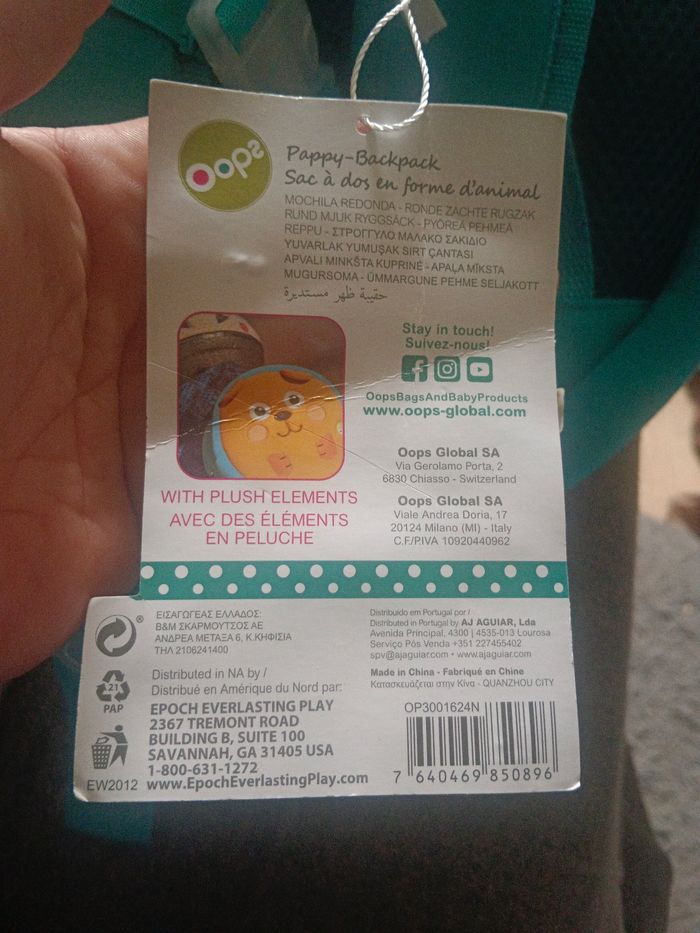 Oops
Pappy-Backpack
Sac à dos en forme d'animal
MOCHILA REDONDA - RONDE ZACHTE RUGZAK
RUND MJUK RYGGSÄCK - PYÖREÄ PEHMEÄ
REPPU - ΣΤΡΟΓΓΥΛΟ ΜΑΛΑΚΟ ΣΑΚΙΔΙΟ
YUVARLAK YUMUŞAK SIRT ÇANTASI
APVALI MINKŠTA KUPRINĖ - APAĻA MĪKSTA
MUGURSOMA - ÜMMARGUNE PEHME SELJAKOTT
حقيبة ظهر مستديرة
Stay in touch!
Suivez-nous!
OopsBagsAndBabyProducts
www.oops-global.com
Oops Global SA
Via Gerolamo Porta, 2
6830 Chiasso - Switzerland
Oops Global SA
Viale Andrea Doria, 17
20124 Milano (MI) - Italy
C.F/P.IVA 10920440962
WITH PLUSH ELEMENTS
AVEC DES ÉLÉMENTS
EN PELUCHE
ΕΙΣΑΓΩΓΕΑΣ ΕΛΛΑΔΟΣ:
Β&Μ ΣΚΑΡΜΟΥΤΣΟΣ ΑΕ
ΑΝΔΡΕΑ ΜΕΤΑΞΑ 6, Κ.ΚΗΦΙΣΙΑ
ΤΗΛ 2106241400
Distributed in NA by /
Distribué en Amérique du Nord par:
EPOCH EVERLASTING PLAY
2367 TREMONT ROAD
BUILDING B, SUITE 100
SAVANNAH, GA 31405 USA
1-800-631-1272
www.EpochEverlastingPlay.com
21
PAP
EW2012
Distribuido em Portugal por /
Distributed in Portugal by AJ AGUIAR, Lda
Avenida Principal, 4300 | 4535-013 Lourosa
Serviço Pós Venda +351 227455402
spv@ajaguiar.com • www.ajaguiar.com
Made in China - Fabriqué en Chine
Κατασκευάζεται στην Κίνα - QUANZHOU CITY
OP3001624N
7 640469 850896